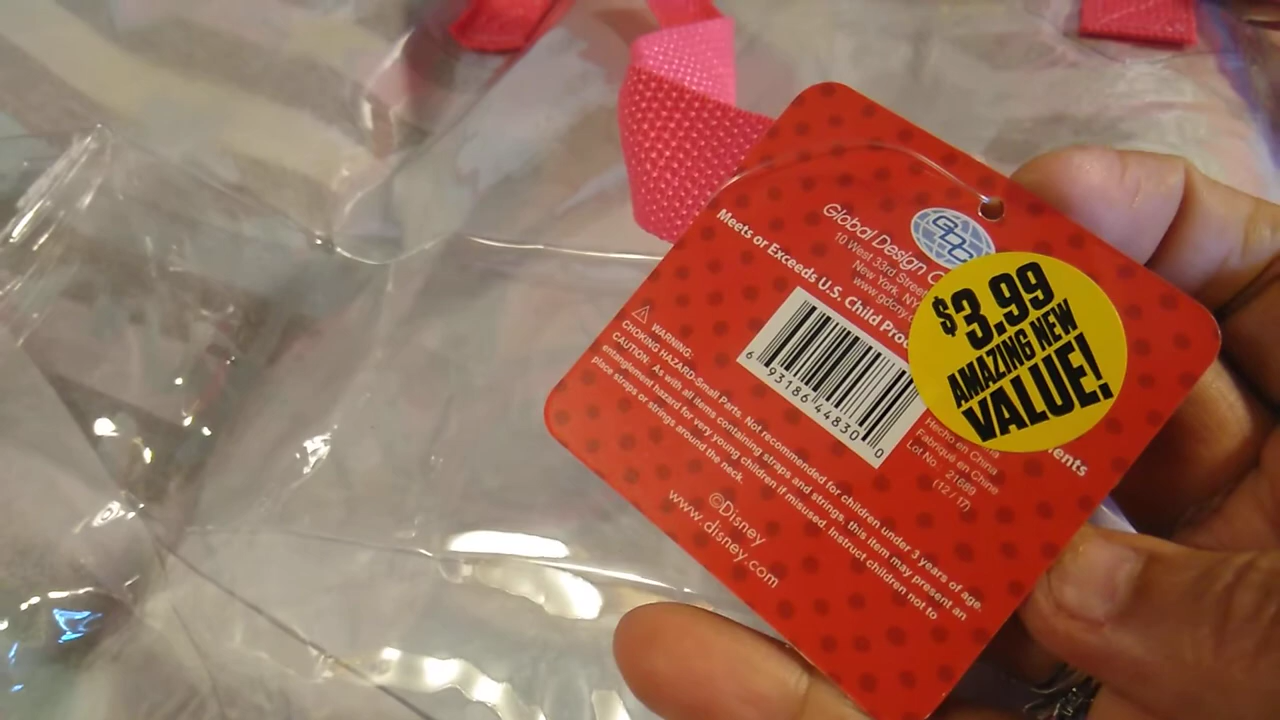 GDC
Global Design
10 West 33rd Street
New York, NY
www.gdcny.
Meets or Exceeds U.S. Child
$3.99
AMAZING NEW
VALUE!
6 93186 44830 0
Hecho en China
Fabriqué en Chine
Lot No.: 21689
(12 / 17)
WARNING:
CHOKING HAZARD-Small Parts. Not recommended for children under 3 years of age.
CAUTION: As with all items containing straps and strings, this item may present an
entanglement hazard for very young children if misused. Instruct children not to
place straps or strings around the neck.
©Disney
www.disney.com